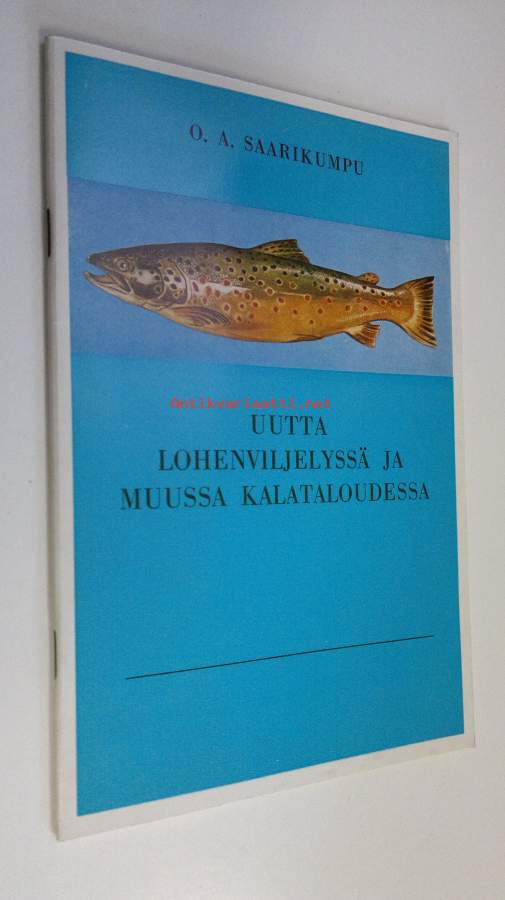 O. A. SAARIKUMPU
Antikvariaatti.net
UUTTA
LOHENVILJELYSSÄ JA
MUUSSA KALATALOUDESSA